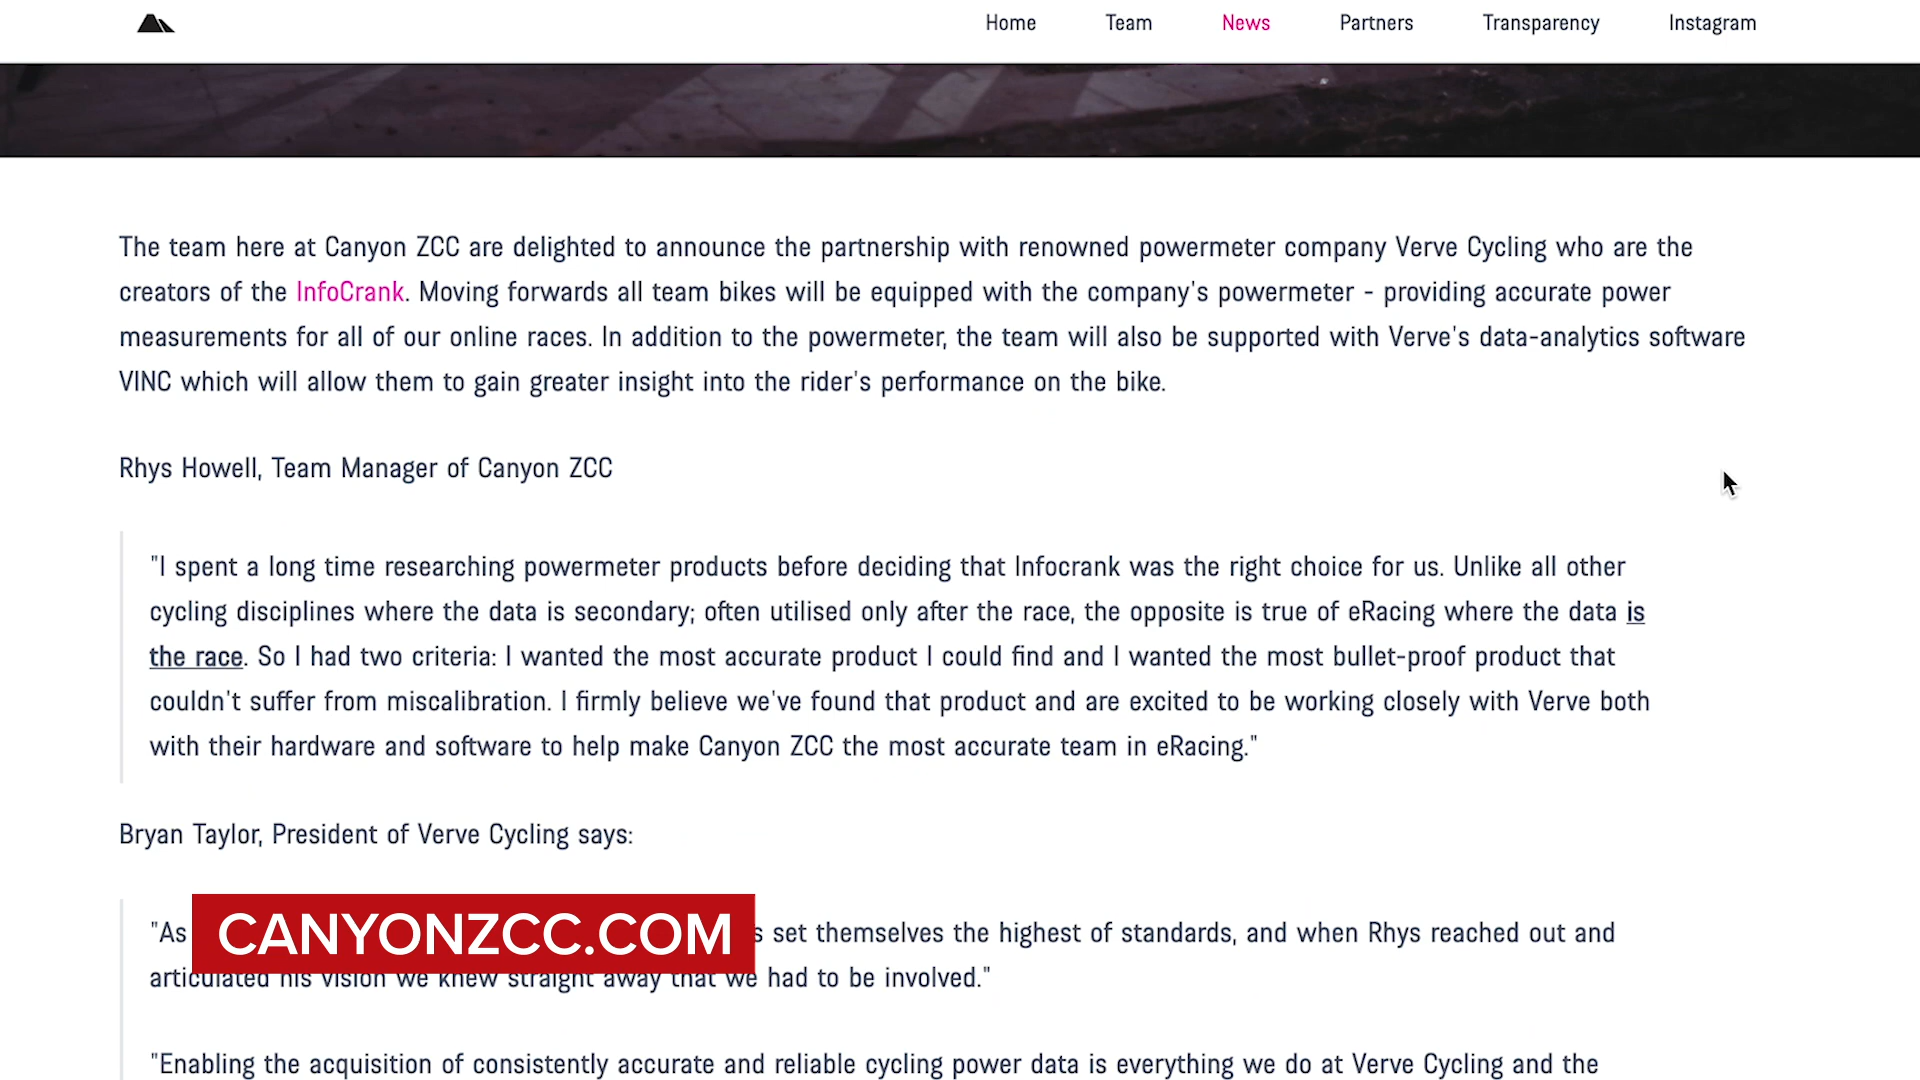 Home Team News Partners Transparency Instagram
The team here at Canyon ZCC are delighted to announce the partnership with renowned powermeter company Verve Cycling who are the
creators of the InfoCrank. Moving forwards all team bikes will be equipped with the company's powermeter - providing accurate power
measurements for all of our online races. In addition to the powermeter, the team will also be supported with Verve's data-analytics software
VINC which will allow them to gain greater insight into the rider's performance on the bike.
Rhys Howell, Team Manager of Canyon ZCC
"I spent a long time researching powermeter products before deciding that Infocrank was the right choice for us. Unlike all other
cycling disciplines where the data is secondary; often utilised only after the race, the opposite is true of eRacing where the data is
the race. So I had two criteria: I wanted the most accurate product I could find and I wanted the most bullet-proof product that
couldn't suffer from miscalibration. I firmly believe we've found that product and are excited to be working closely with Verve both
with their hardware and software to help make Canyon ZCC the most accurate team in eRacing."
Bryan Taylor, President of Verve Cycling says:
"As set themselves the highest of standards, and when Rhys reached out and
CANYONZCC.COM
articulated his vision we knew straight away that we had to be involved."
"Enabling the acquisition of consistently accurate and reliable cycling power data is everything we do at Verve Cycling and the